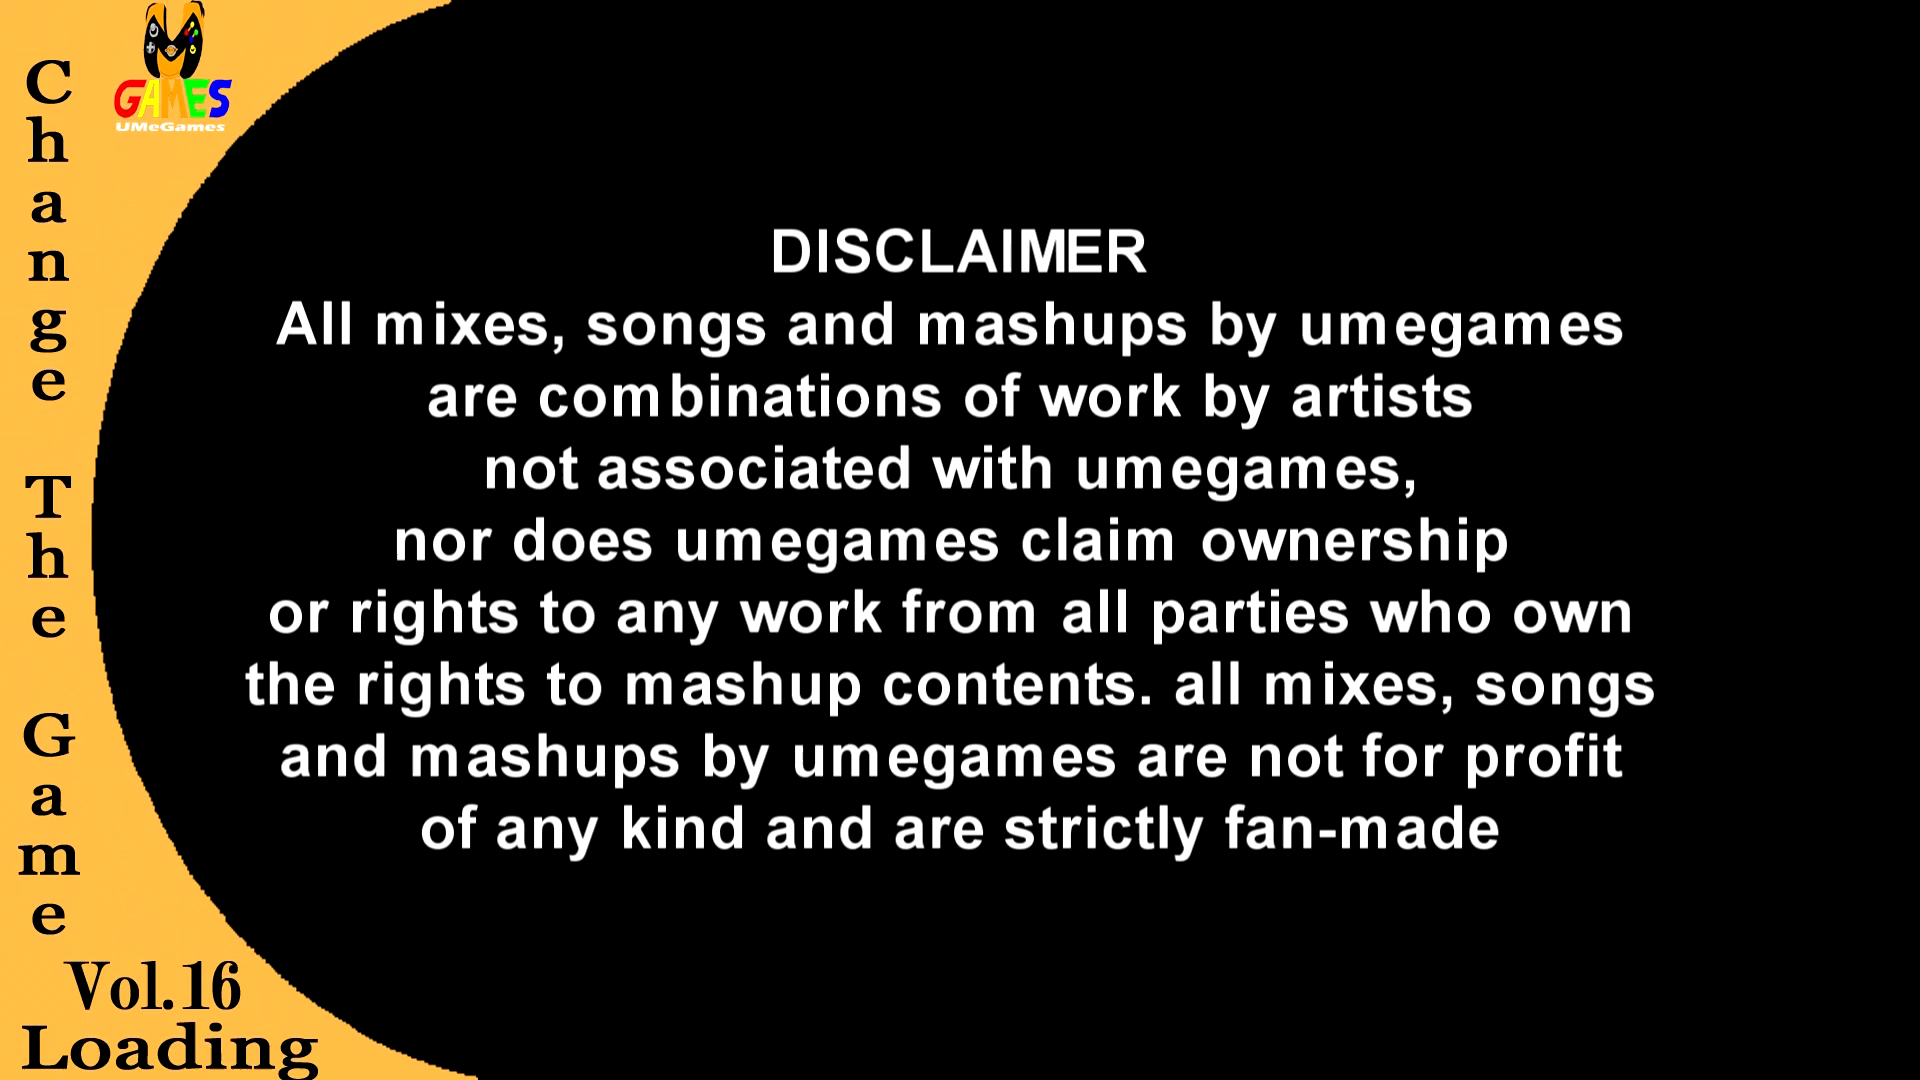 GAMES
UMeGames
Change The Game
Vol.16
Loading
DISCLAIMER
All mixes, songs and mashups by umegames
are combinations of work by artists
not associated with umegames,
nor does umegames claim ownership
or rights to any work from all parties who own
the rights to mashup contents. all mixes, songs
and mashups by umegames are not for profit
of any kind and are strictly fan-made